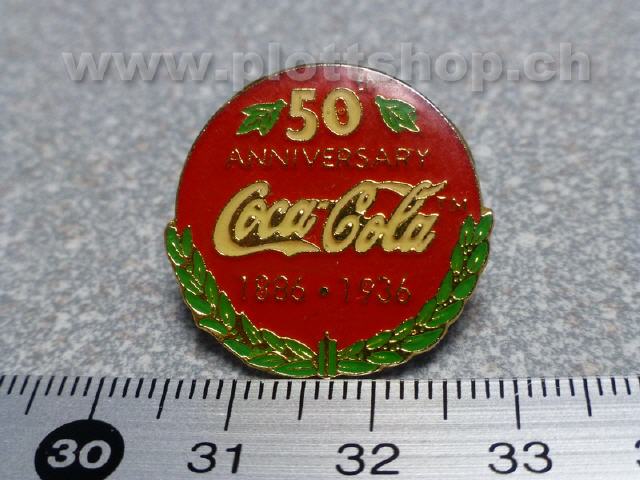 www.plottshop.ch
50
ANNIVERSARY
Coca-Cola TM
1886 • 1936
30 31 32 33